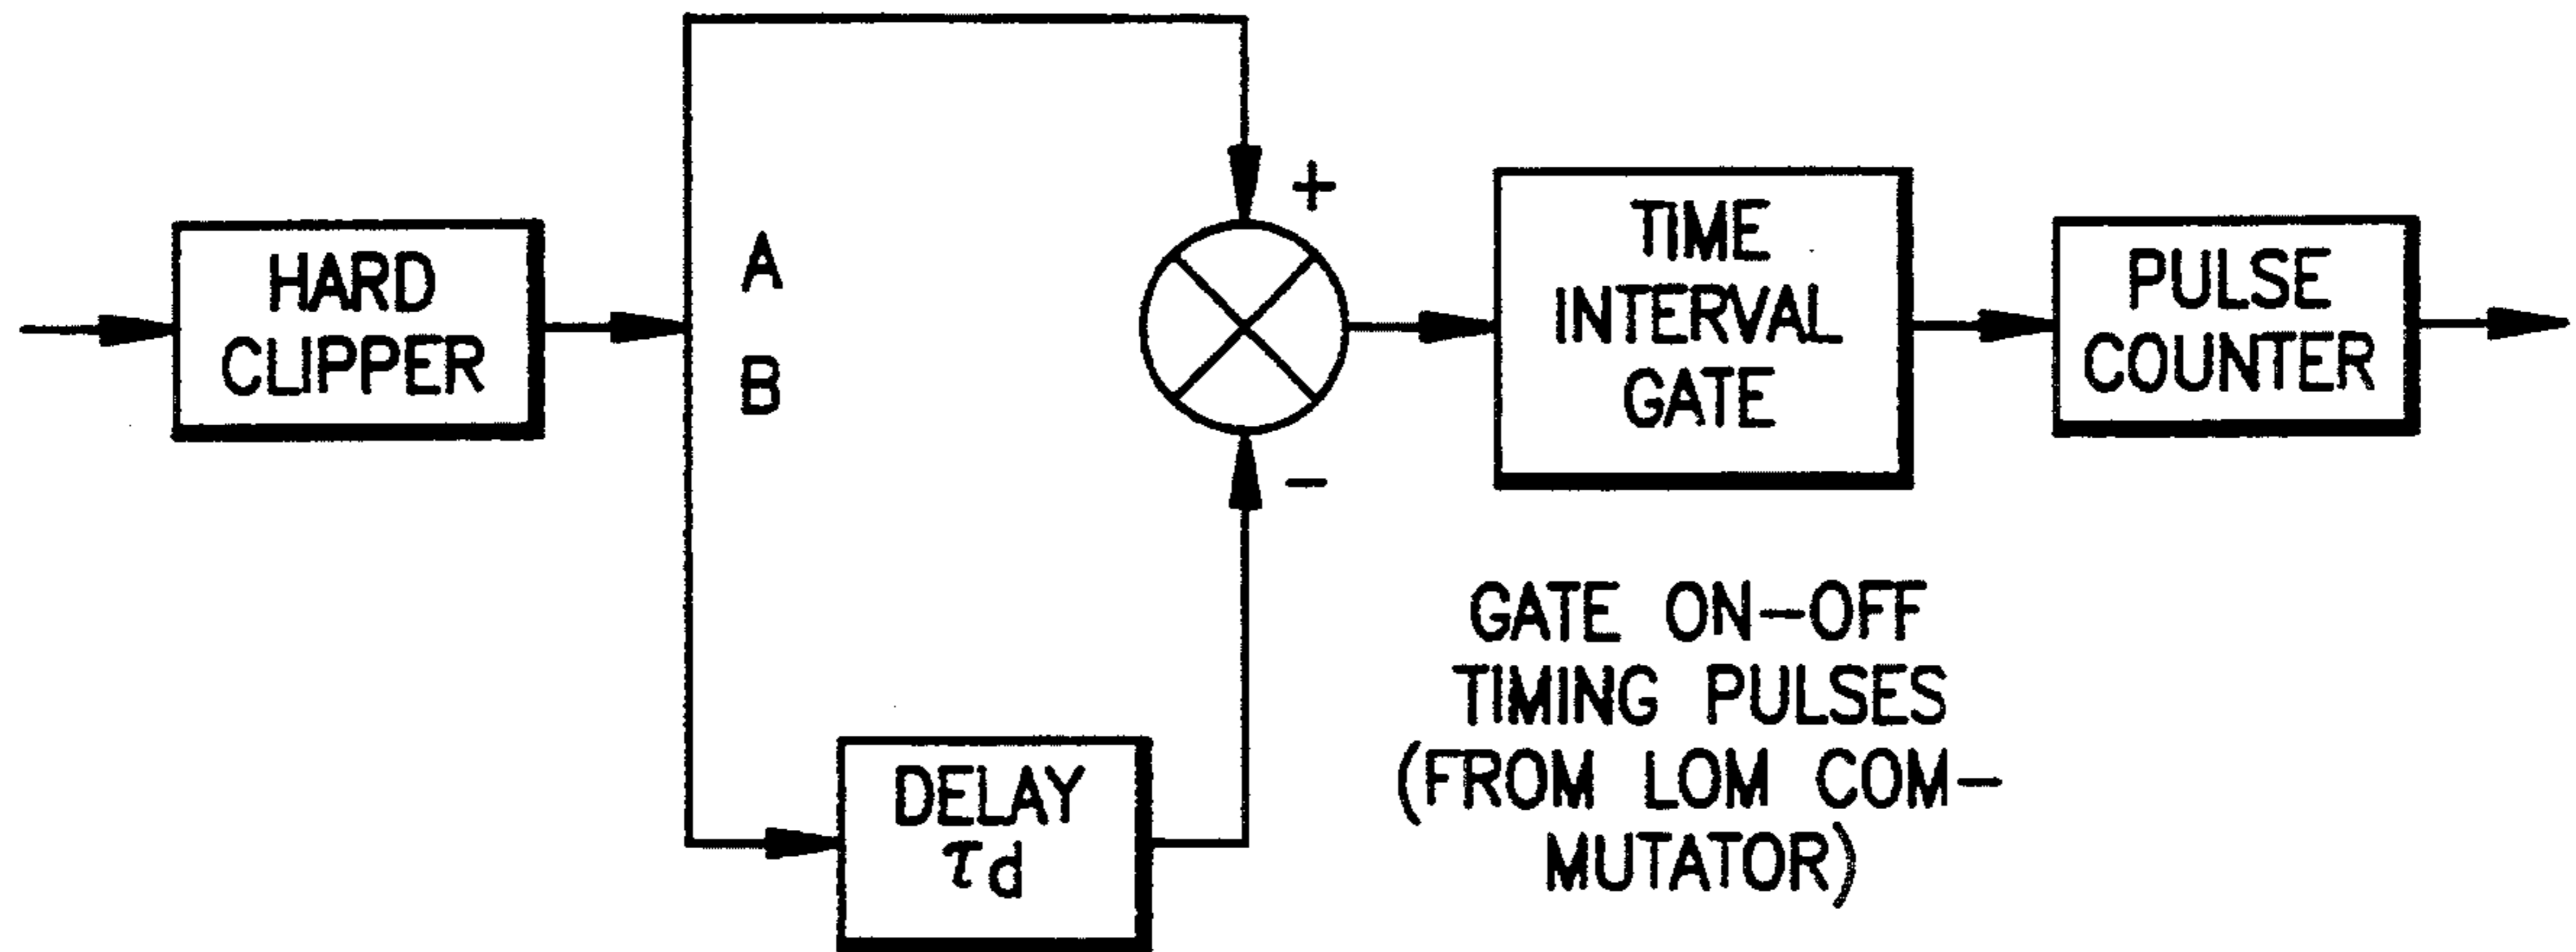 HARD
CLIPPER
A
B
+
-
DELAY
τd
TIME
INTERVAL
GATE
PULSE
COUNTER
GATE ON-OFF
TIMING PULSES
(FROM LOM COM-
MUTATOR)